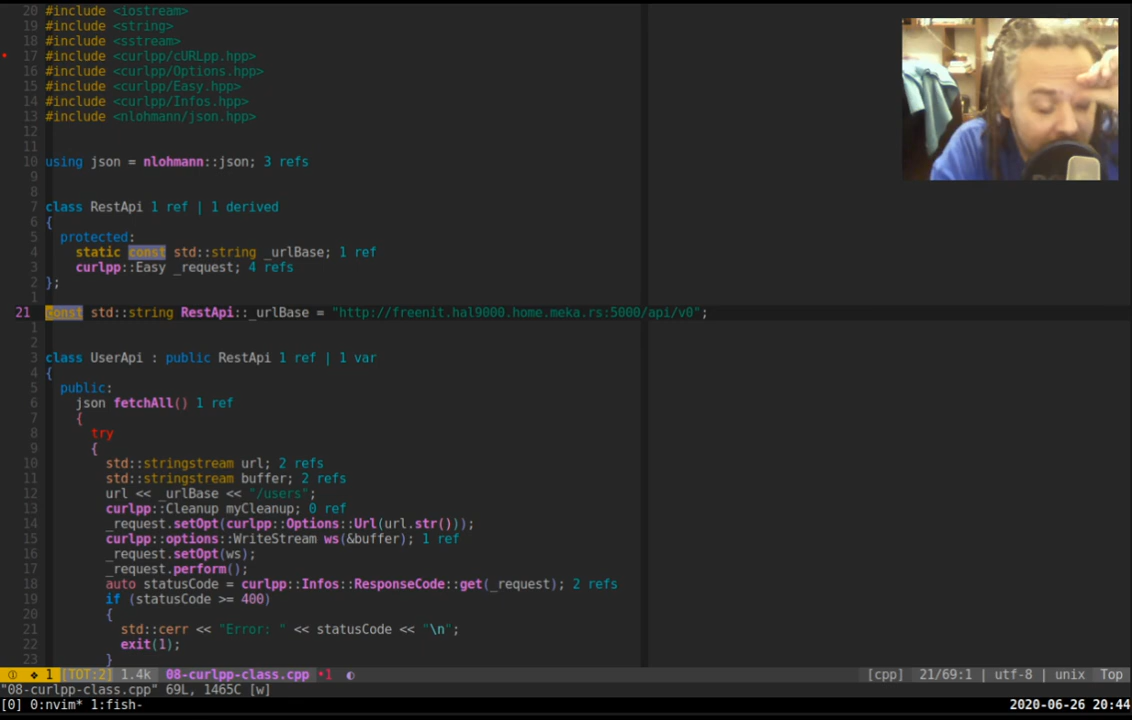 20 #include <iostream>
19 #include <string>
18 #include <sstream>
17 #include <curlpp/cURLpp.hpp>
16 #include <curlpp/Options.hpp>
15 #include <curlpp/Easy.hpp>
14 #include <curlpp/Infos.hpp>
13 #include <nlohmann/json.hpp>
12
11
10 using json = nlohmann::json; 3 refs
9
8
7 class RestApi 1 ref | 1 derived
6 {
5 protected:
4 static const std::string _urlBase; 1 ref
3 curlpp::Easy _request; 4 refs
2 };
1
21 const std::string RestApi::_urlBase = "http://freenit.hal9000.home.meka.rs:5000/api/v0";
1
2
3 class UserApi : public RestApi 1 ref | 1 var
4 {
5 public:
6 json fetchAll() 1 ref
7 {
8 try
9 {
10 std::stringstream url; 2 refs
11 std::stringstream buffer; 2 refs
12 url << _urlBase << "/users";
13 curlpp::Cleanup myCleanup; 0 ref
14 _request.setOpt(curlpp::Options::Url(url.str()));
15 curlpp::options::WriteStream ws(&buffer); 1 ref
16 _request.setOpt(ws);
17 _request.perform();
18 auto statusCode = curlpp::Infos::ResponseCode::get(_request); 2 refs
19 if (statusCode >= 400)
20 {
21 std::cerr << "Error: " << statusCode << "\n";
22 exit(1);
23 }
1 [TOT:2] 1.4k 08-curlpp-class.cpp •1 [cpp] 21/69:1 | utf-8 | unix Top
"08-curlpp-class.cpp" 69L, 1465C [w]
[0] 0:nvim* 1:fish- 2020-06-26 20:44